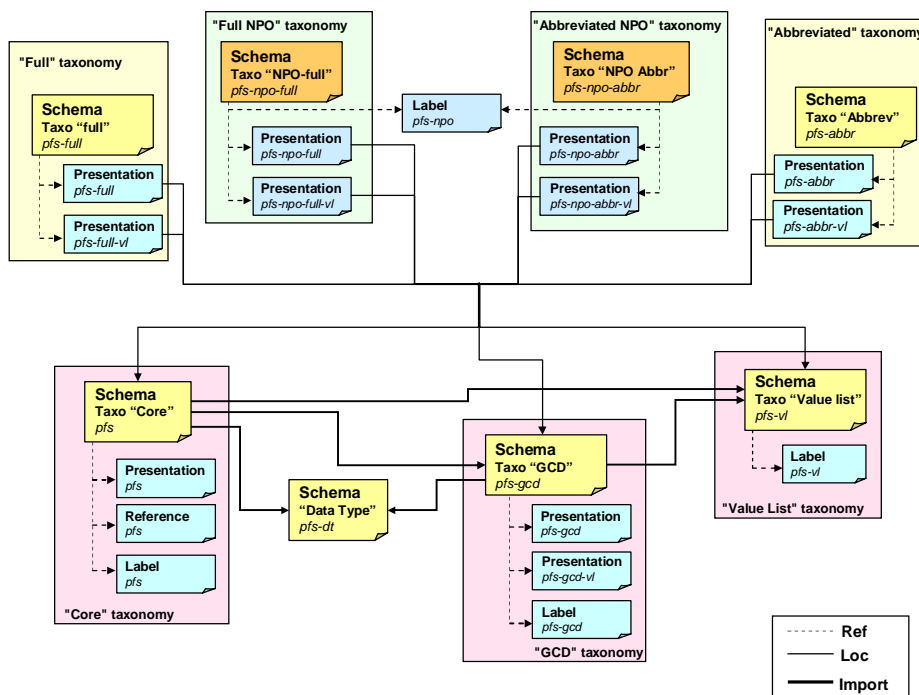 "Full" taxonomy
Schema
Taxo “full”
pfs-full
Presentation
pfs-full
Presentation
pfs-full-vl
"Full NPO" taxonomy
Schema
Taxo “NPO-full”
pfs-npo-full
Presentation
pfs-npo-full
Presentation
pfs-npo-full-vl
Label
pfs-npo
"Abbreviated NPO" taxonomy
Schema
Taxo “NPO Abbr”
pfs-npo-abbr
Presentation
pfs-npo-abbr
Presentation
pfs-npo-abbr-vl
"Abbreviated" taxonomy
Schema
Taxo “Abbrev”
pfs-abbr
Presentation
pfs-abbr
Presentation
pfs-abbr-vl
Schema
Taxo “Core”
pfs
Presentation
pfs
Reference
pfs
Label
pfs
"Core" taxonomy
Schema
“Data Type”
pfs-dt
Schema
Taxo “GCD”
pfs-gcd
Presentation
pfs-gcd
Presentation
pfs-gcd-vl
Label
pfs-gcd
"GCD" taxonomy
Schema
Taxo “Value list”
pfs-vl
Label
pfs-vl
"Value List" taxonomy
Ref
Loc
Import